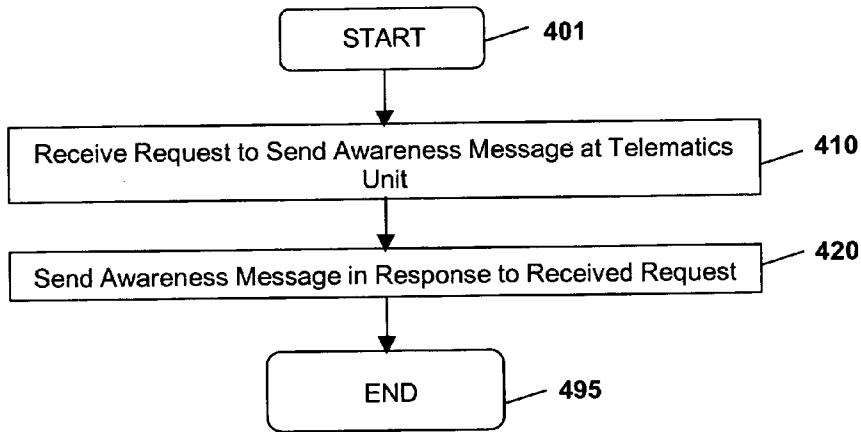 START
401
Receive Request to Send Awareness Message at Telematics
Unit
410
Send Awareness Message in Response to Received Request
420
END
495